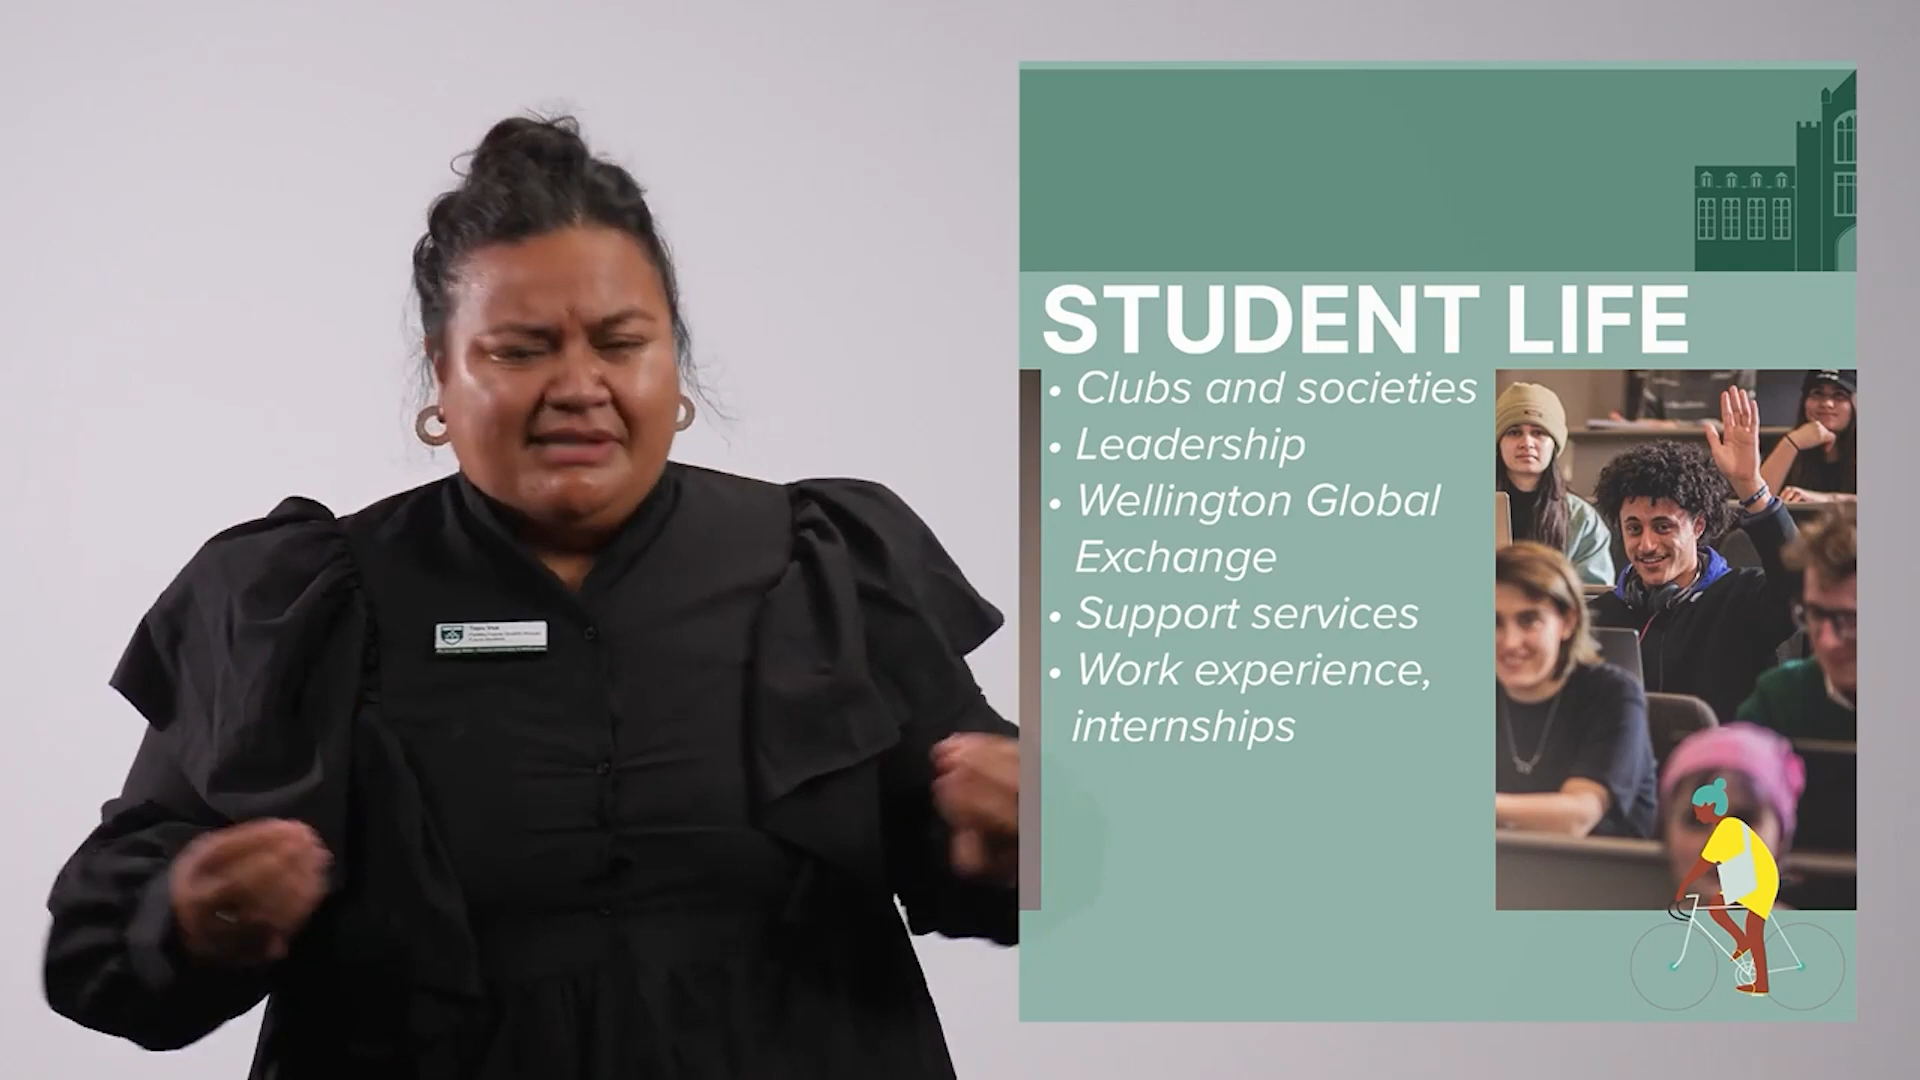 STUDENT LIFE
• Clubs and societies
• Leadership
• Wellington Global
Exchange
• Support services
• Work experience,
internships